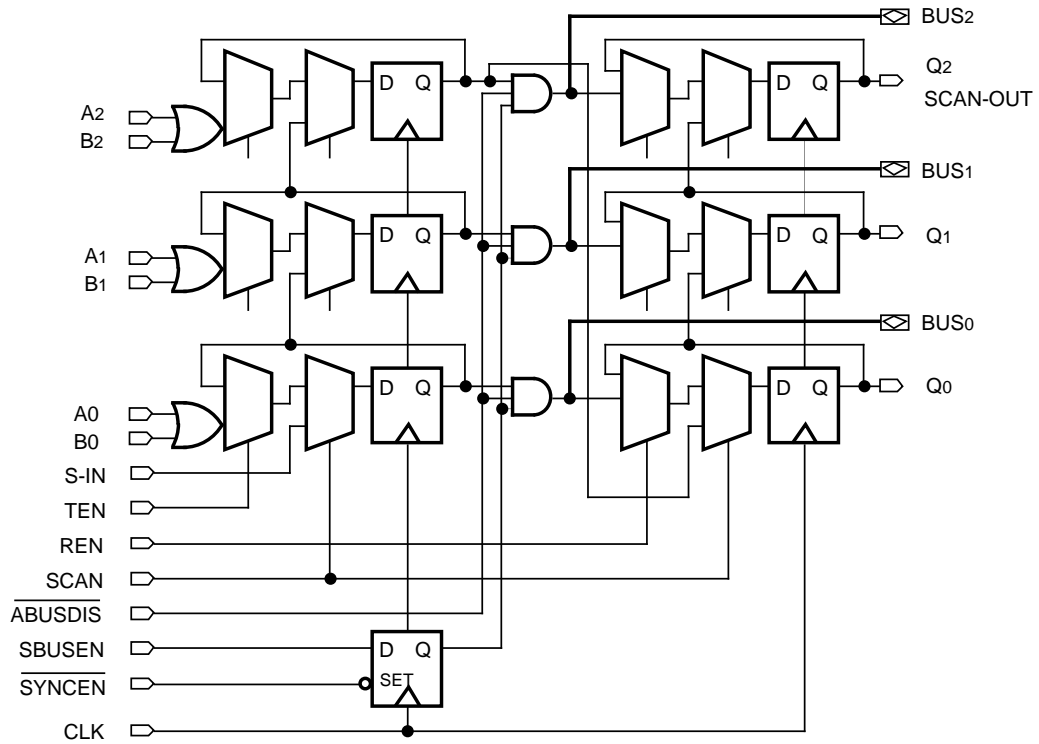 BUS2
D Q
Q2
SCAN-OUT
D Q
A2
B2
BUS1
D Q
D Q
Q1
A1
B1
BUS0
D Q
D Q
Q0
A0
B0
S-IN
TEN
REN
SCAN
ABUSDIS
SBUSEN
D Q
SYNCEN
SET
CLK